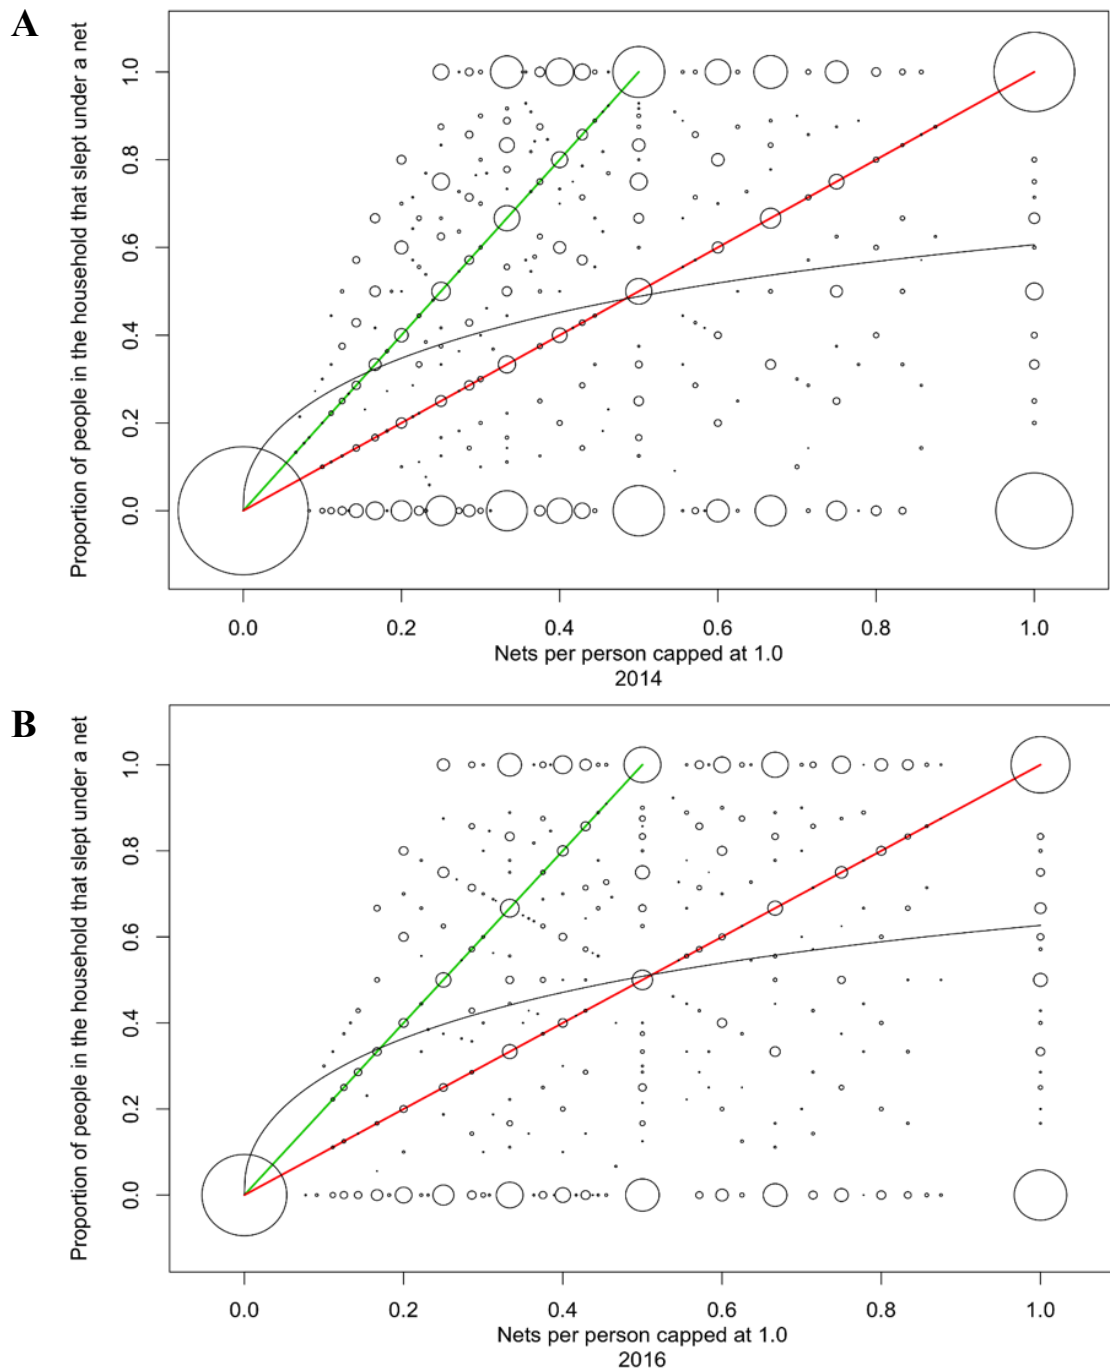 A
Proportion of people in the household that slept under a net
1.0
0.8
0.6
0.4
0.2
0.0
0.0 0.2 0.4 0.6 0.8 1.0
Nets per person capped at 1.0
2014
B
Proportion of people in the household that slept under a net
1.0
0.8
0.6
0.4
0.2
0.0
0.0 0.2 0.4 0.6 0.8 1.0
Nets per person capped at 1.0
2016